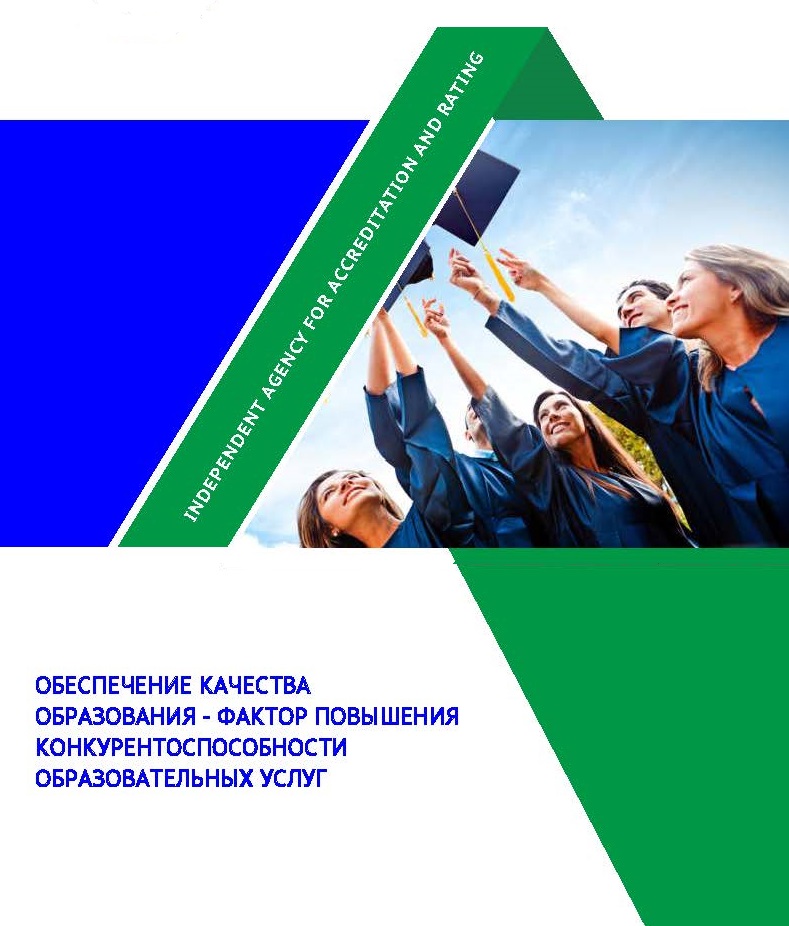 INDEPENDENT AGENCY FOR ACCREDITATION AND RATING
ОБЕСПЕЧЕНИЕ КАЧЕСТВА
ОБРАЗОВАНИЯ - ФАКТОР ПОВЫШЕНИЯ
КОНКУРЕНТОСПОСОБНОСТИ
ОБРАЗОВАТЕЛЬНЫХ УСЛУГ